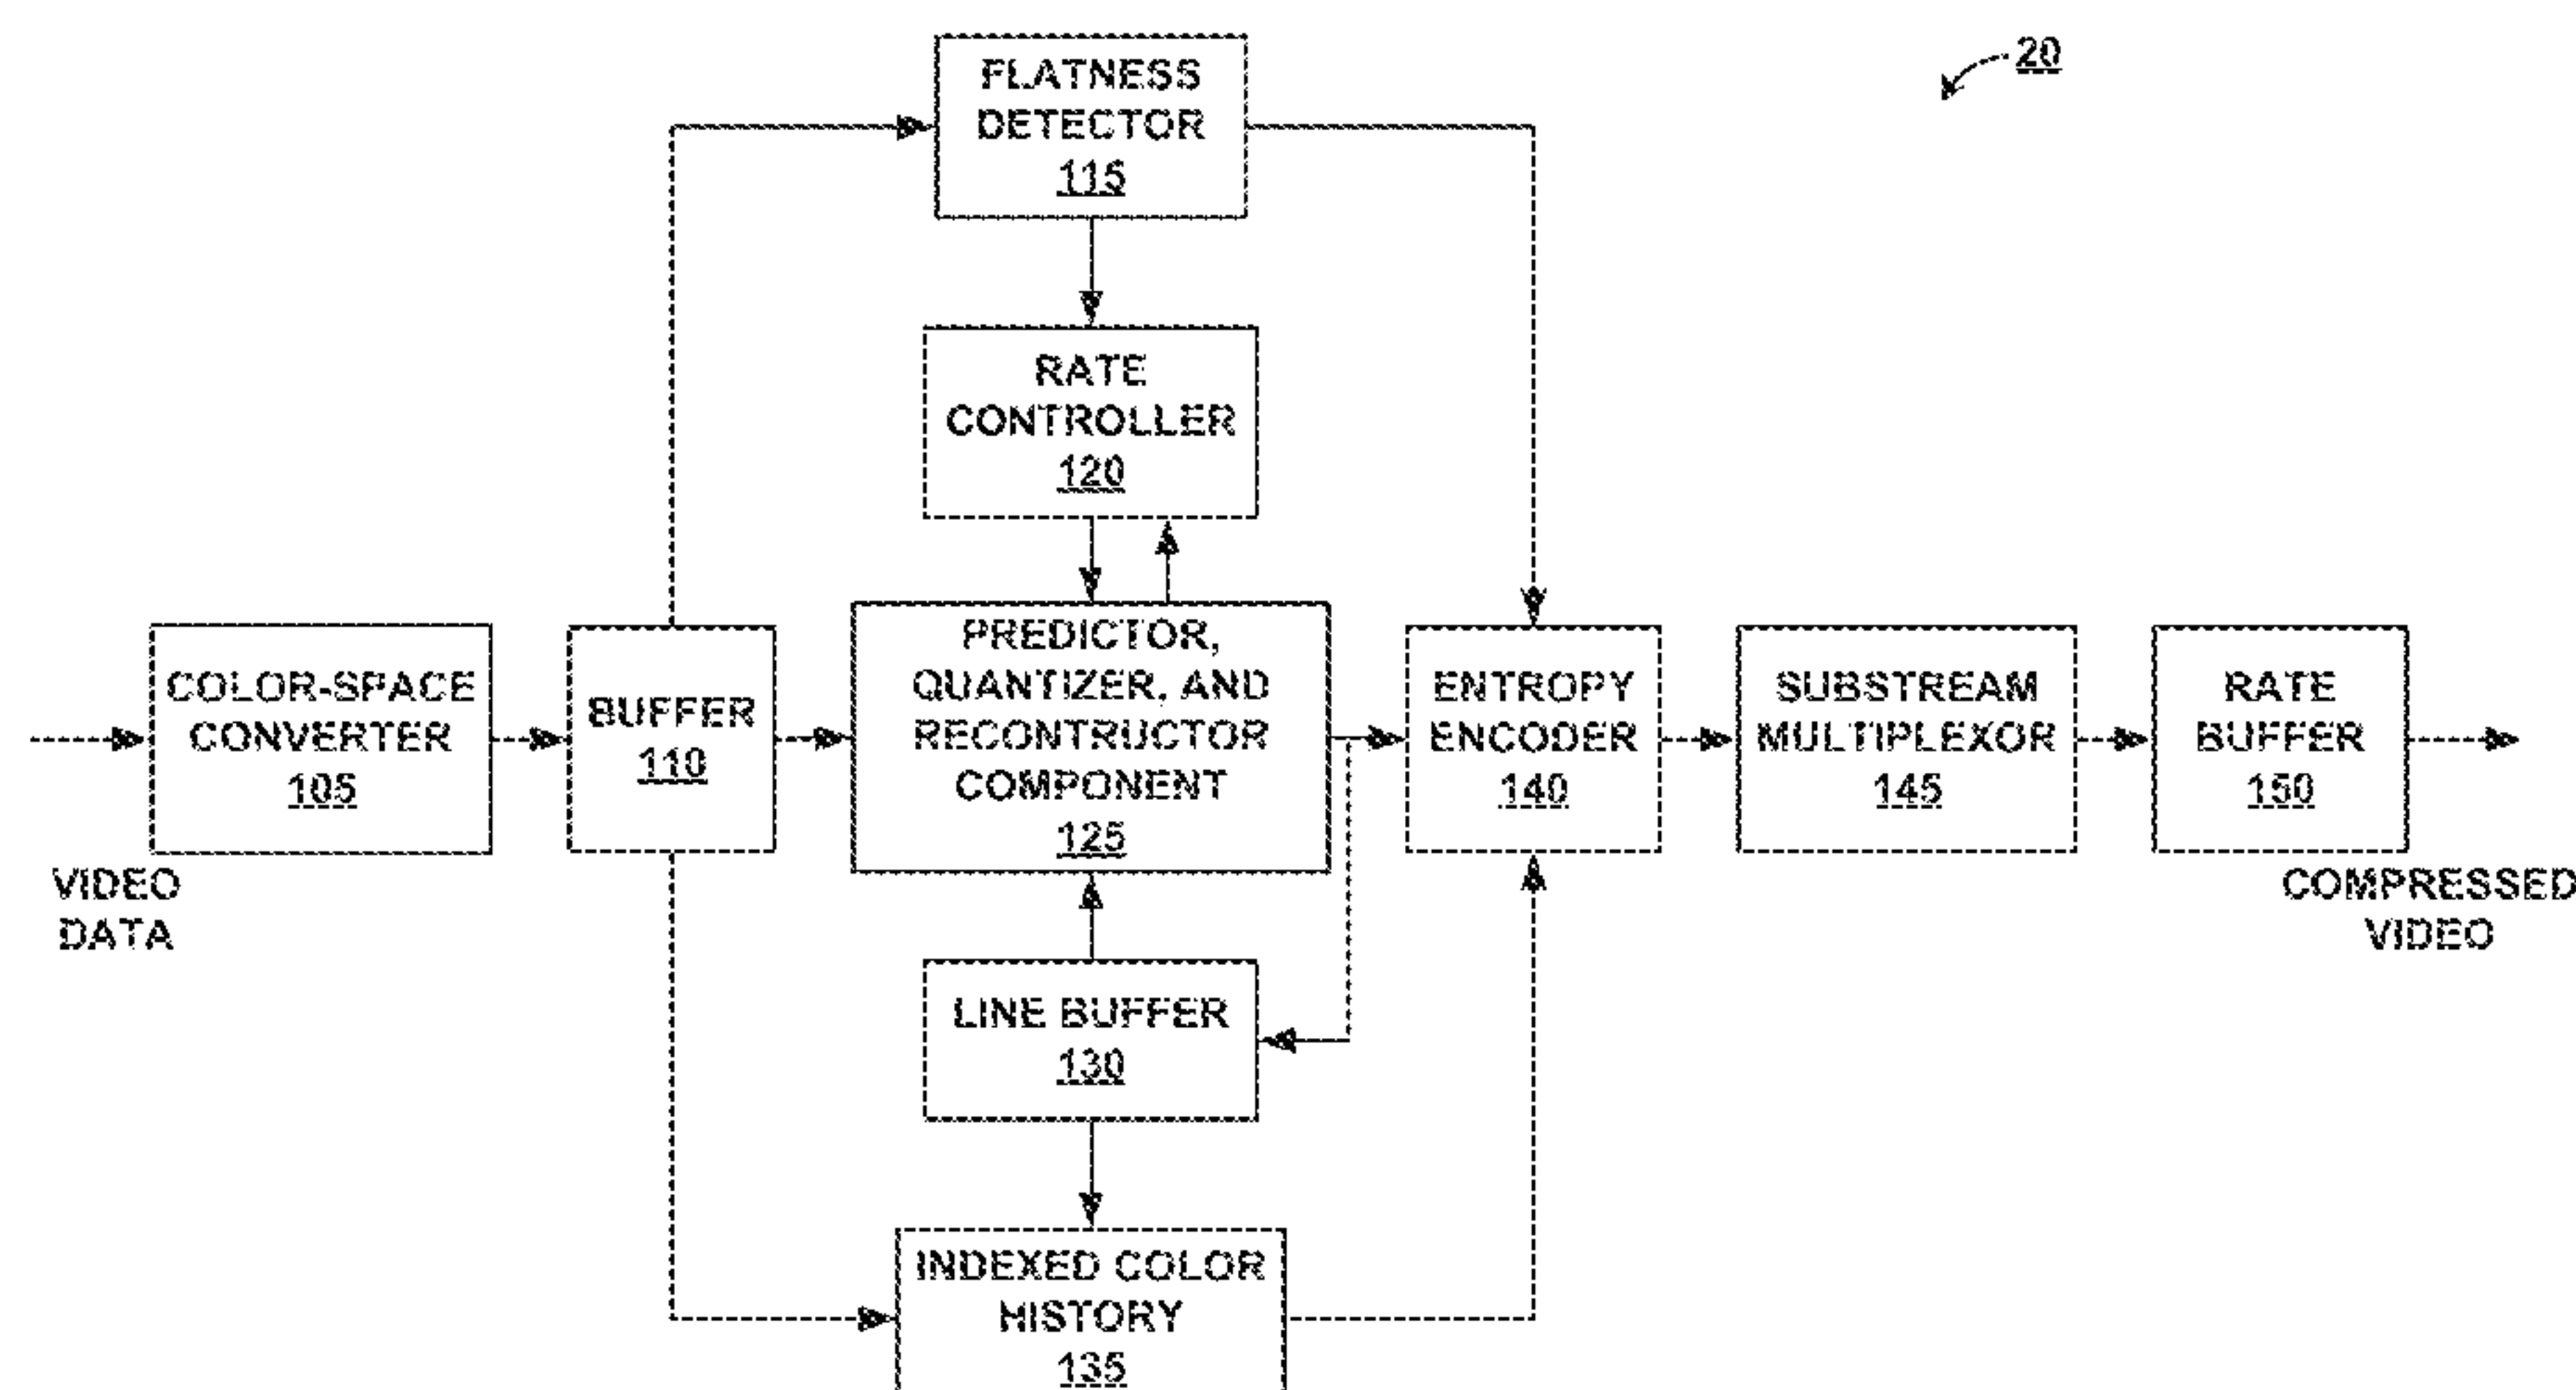 20
FLATNESS
DETECTOR
115
RATE
CONTROLLER
120
COLOR-SPACE
CONVERTER
105
BUFFER
110
PREDICTOR,
QUANTIZER, AND
RECONTRUCTOR
COMPONENT
125
ENTROPY
ENCODER
140
SUBSTREAM
MULTIPLEXOR
145
RATE
BUFFER
150
VIDEO
DATA
COMPRESSED
VIDEO
LINE BUFFER
130
INDEXED COLOR
HISTORY
135